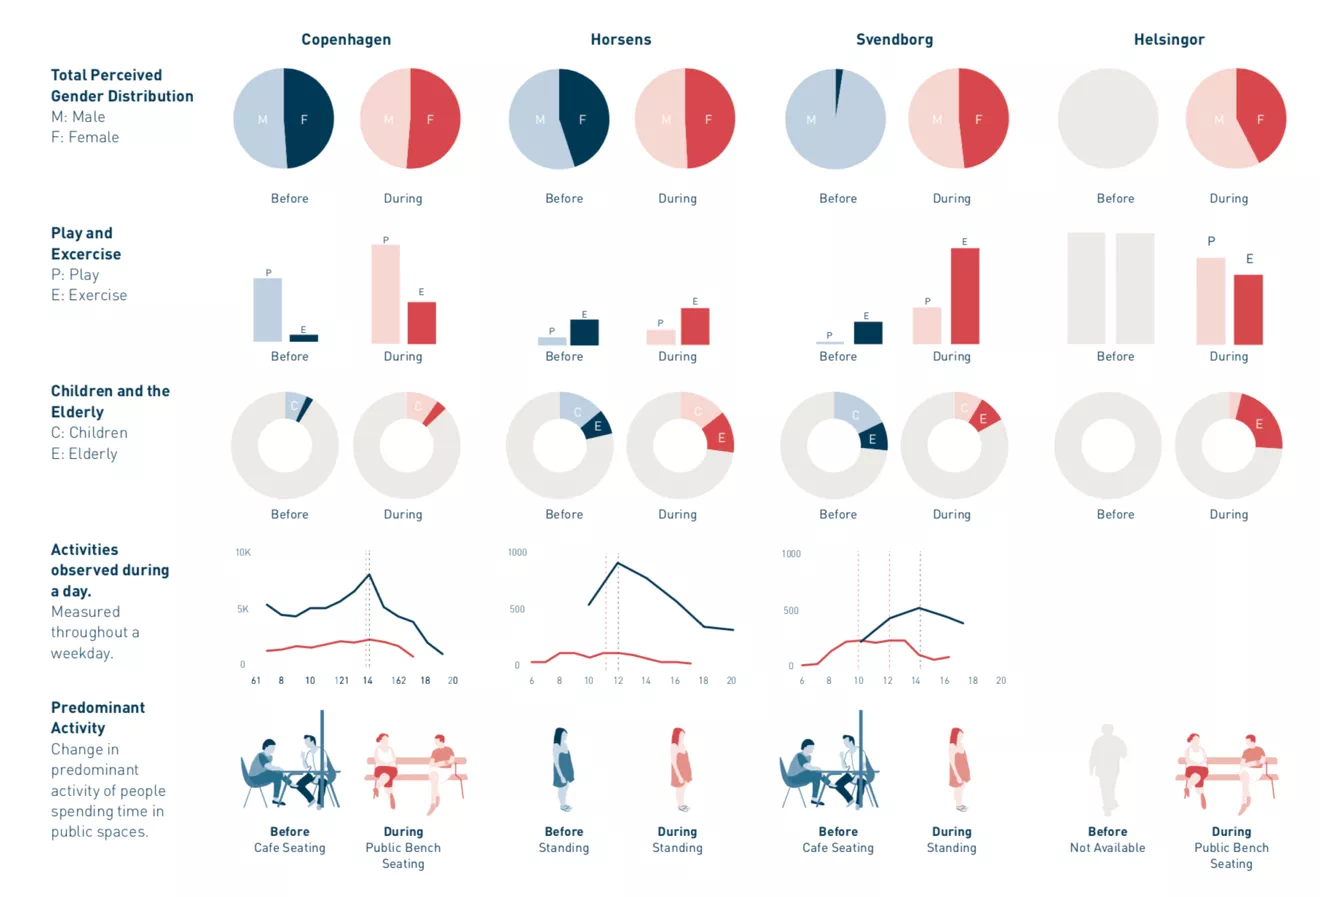 Copenhagen
Horsens
Svendborg
Helsingor
Total Perceived
Gender Distribution
M: Male
F: Female
M F
M F
M F
M F
M
M F
M F
Before
During
Before
During
Before
During
Before
During
Play and
Excercise
P: Play
E: Exercise
P
E
P
E
P
E
P
E
P
E
P
E
P
E
Before
During
Before
During
Before
During
Before
During
Children and the
Elderly
C: Children
E: Elderly
C
C
C
E
C
E
C
E
C
E
E
Before
During
Before
During
Before
During
Before
During
Activities
observed during
a day.
Measured
throughout a
weekday.
10K
5K
0
61 8 10 121 14 162 18 20
1000
500
0
6 8 10 12 14 16 18 20
1000
500
0
6 8 10 12 14 16 18 20
Predominant
Activity
Change in
predominant
activity of people
spending time in
public spaces.
Before
Cafe Seating
During
Public Bench
Seating
Before
Standing
During
Standing
Before
Cafe Seating
During
Standing
Before
Not Available
During
Public Bench
Seating